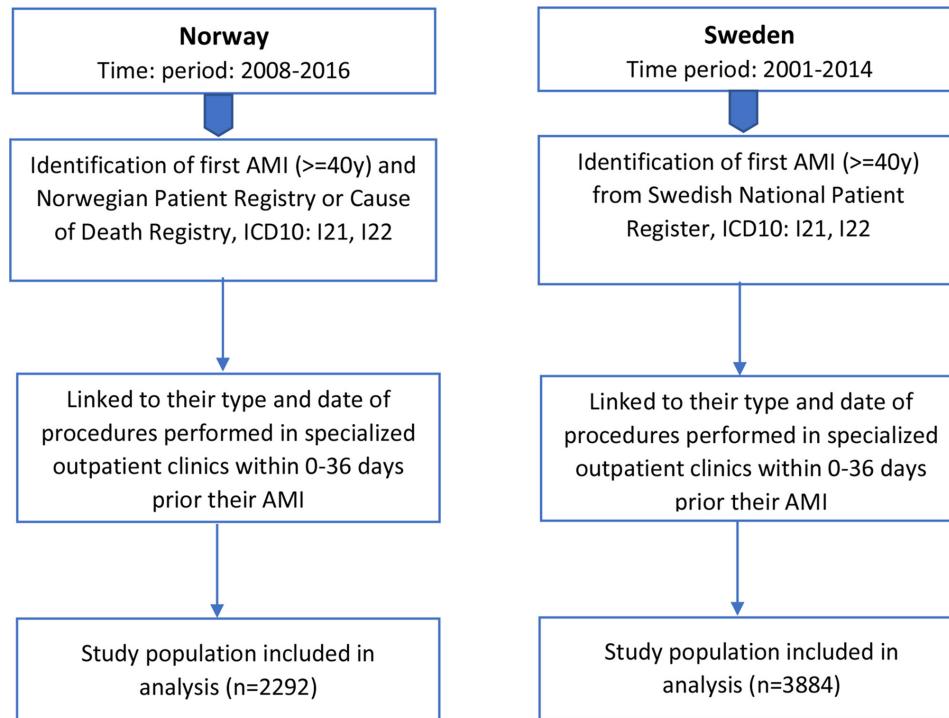 Norway
Time: period: 2008-2016
Identification of first AMI (>=40y) and
Norwegian Patient Registry or Cause
of Death Registry, ICD10: I21, I22
Linked to their type and date of
procedures performed in specialized
outpatient clinics within 0-36 days
prior their AMI
Study population included in
analysis (n=2292)
Sweden
Time period: 2001-2014
Identification of first AMI (>=40y)
from Swedish National Patient
Register, ICD10: I21, I22
Linked to their type and date of
procedures performed in specialized
outpatient clinics within 0-36 days
prior their AMI
Study population included in
analysis (n=3884)